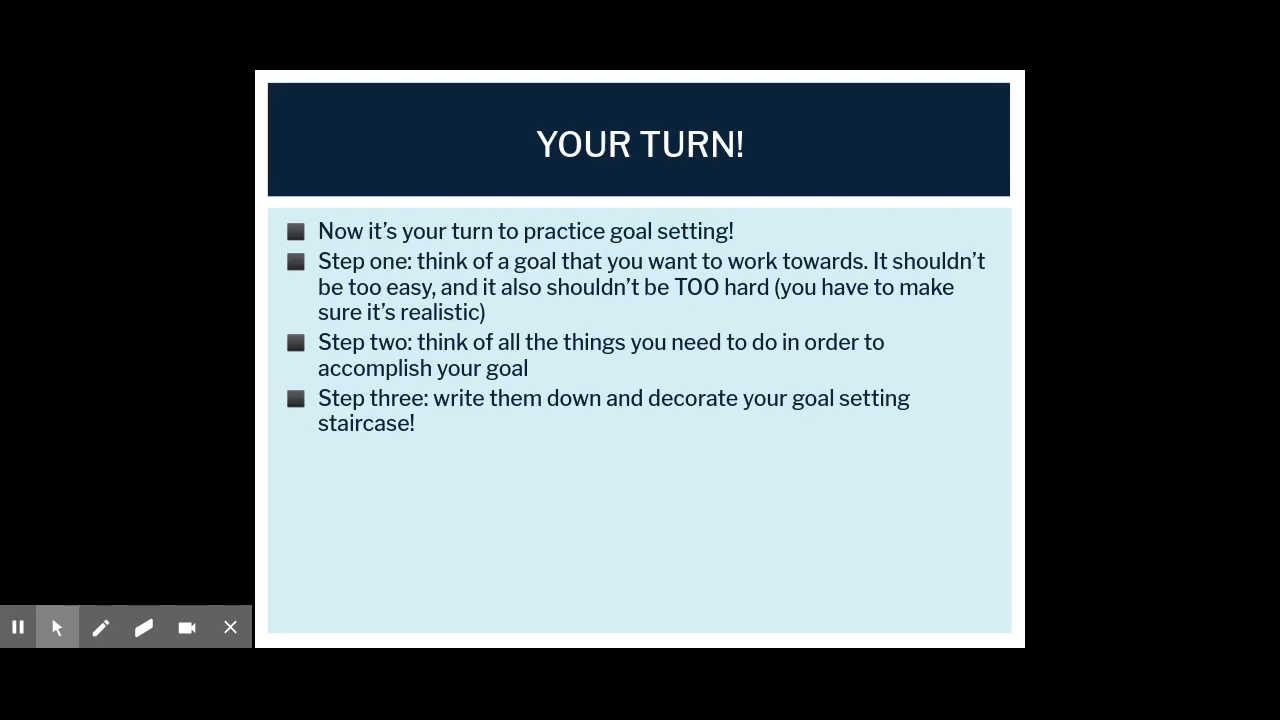 YOUR TURN!
Now it’s your turn to practice goal setting!
Step one: think of a goal that you want to work towards. It shouldn’t
be too easy, and it also shouldn’t be TOO hard (you have to make
sure it’s realistic)
Step two: think of all the things you need to do in order to
accomplish your goal
Step three: write them down and decorate your goal setting
staircase!